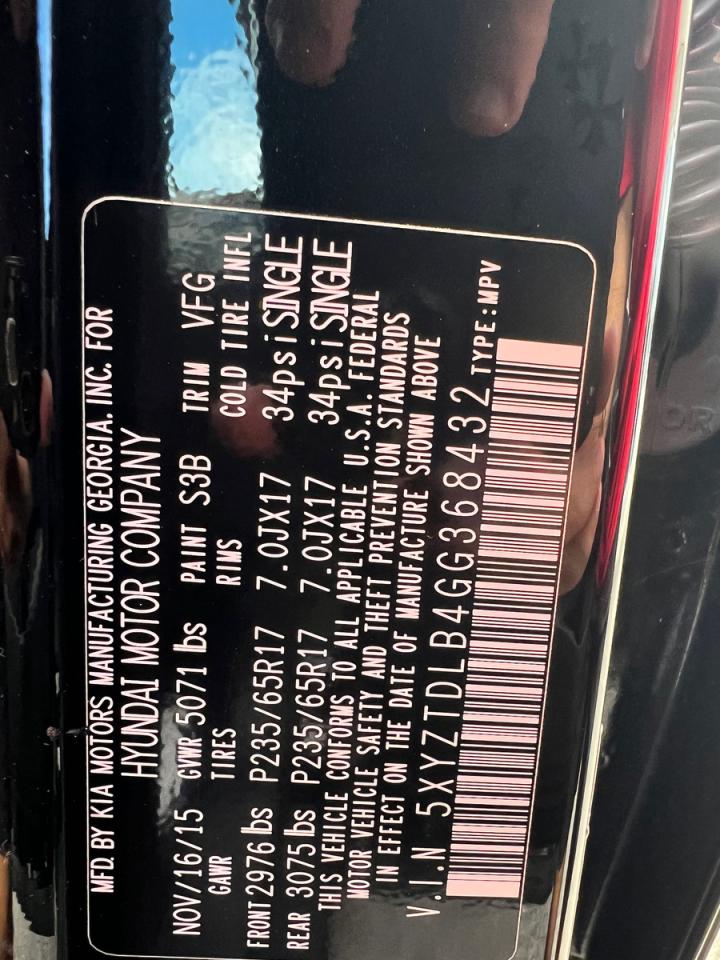 MFD. BY KIA MOTORS MANUFACTURING GEORGIA, INC. FOR
HYUNDAI MOTOR COMPANY
NOV/16/15 GVWR 5071 lbs PAINT S3B TRIM VFG
GAWR TIRES RIMS COLD TIRE INFL
FRONT 2976 lbs P235/65R17 7.0JX17 34psi SINGLE
REAR 3075 lbs P235/65R17 7.0JX17 34psi SINGLE
THIS VEHICLE CONFORMS TO ALL APPLICABLE U.S.A. FEDERAL
MOTOR VEHICLE SAFETY AND THEFT PREVENTION STANDARDS
IN EFFECT ON THE DATE OF MANUFACTURE SHOWN ABOVE
V.I.N 5XYZTDLB4GG368432 TYPE:MPV